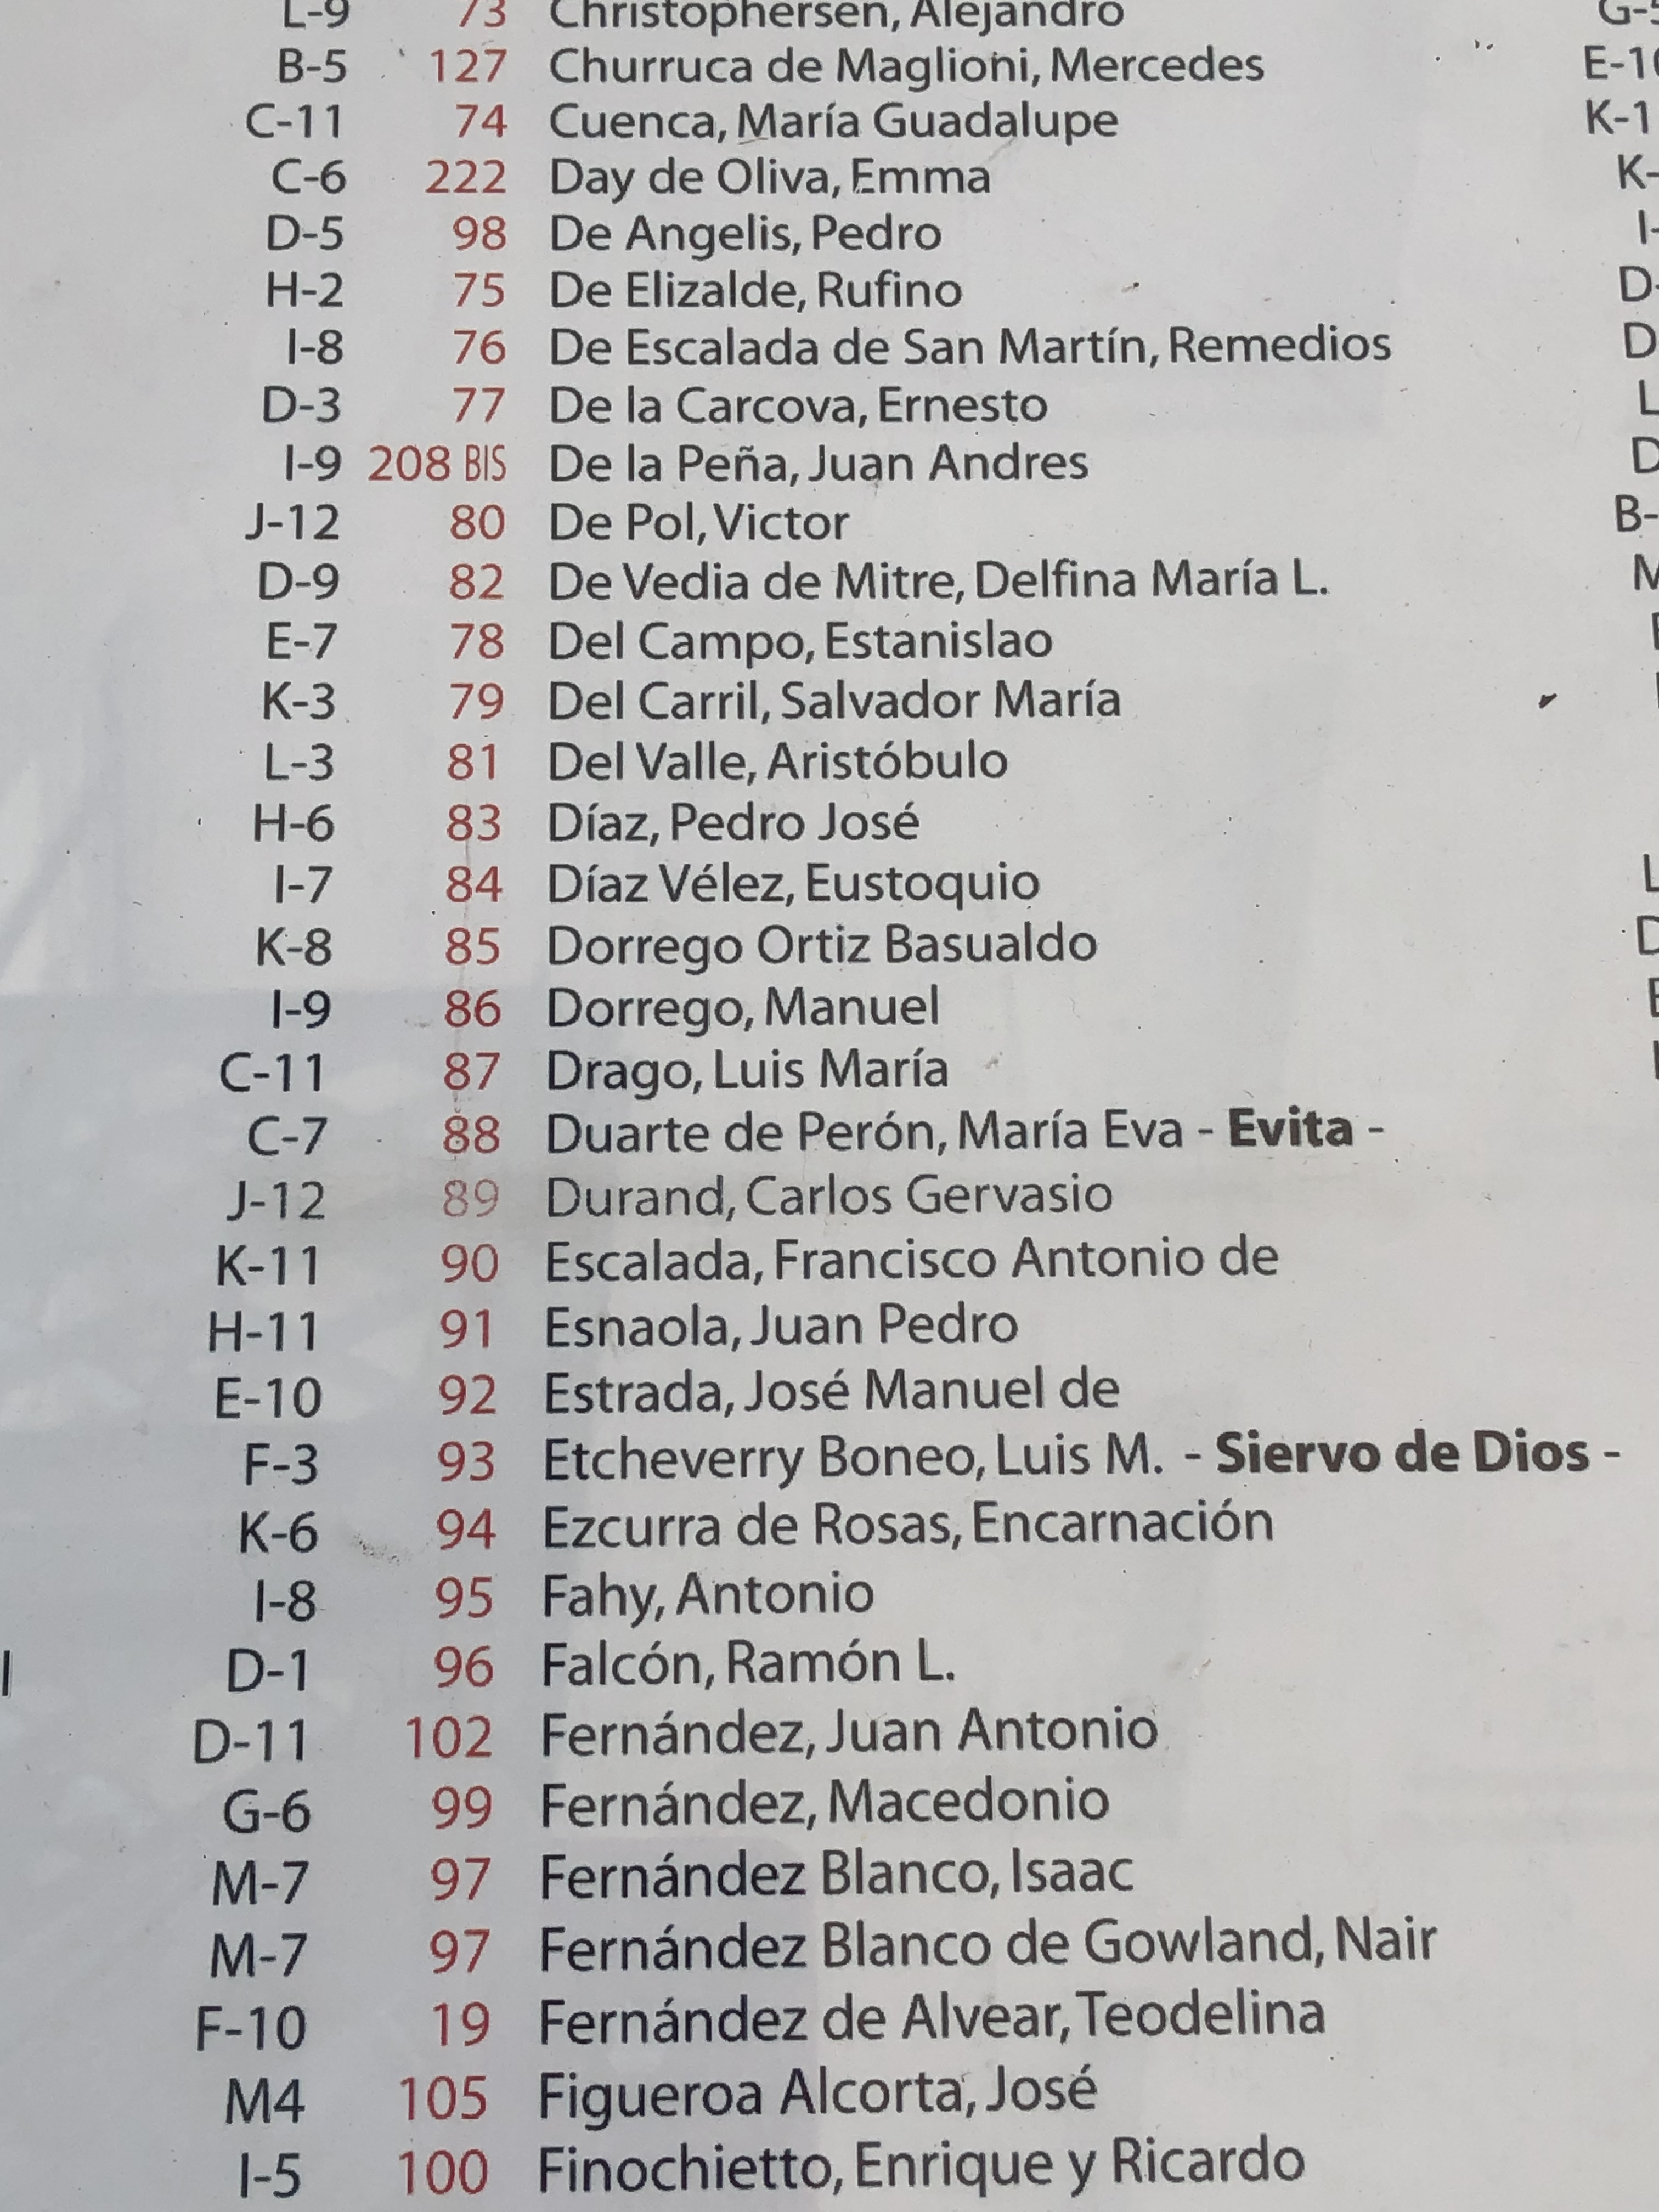 L-9 73 Christophersen, Alejandro
B-5 127 Churruca de Maglioni, Mercedes
C-11 74 Cuenca, María Guadalupe
C-6 222 Day de Oliva, Emma
D-5 98 De Angelis, Pedro
H-2 75 De Elizalde, Rufino
I-8 76 De Escalada de San Martín, Remedios
D-3 77 De la Carcova, Ernesto
I-9 208 BIS De la Peña, Juan Andres
J-12 80 De Pol, Victor
D-9 82 De Vedia de Mitre, Delfina María L.
E-7 78 Del Campo, Estanislao
K-3 79 Del Carril, Salvador María
L-3 81 Del Valle, Aristóbulo
H-6 83 Díaz, Pedro José
I-7 84 Díaz Vélez, Eustoquio
K-8 85 Dorrego Ortiz Basualdo
I-9 86 Dorrego, Manuel
C-11 87 Drago, Luis María
C-7 88 Duarte de Perón, María Eva - Evita -
J-12 89 Durand, Carlos Gervasio
K-11 90 Escalada, Francisco Antonio de
H-11 91 Esnaola, Juan Pedro
E-10 92 Estrada, José Manuel de
F-3 93 Etcheverry Boneo, Luis M. - Siervo de Dios -
K-6 94 Ezcurra de Rosas, Encarnación
I-8 95 Fahy, Antonio
D-1 96 Falcón, Ramón L.
D-11 102 Fernández, Juan Antonio
G-6 99 Fernández, Macedonio
M-7 97 Fernández Blanco, Isaac
M-7 97 Fernández Blanco de Gowland, Nair
F-10 19 Fernández de Alvear, Teodelina
M4 105 Figueroa Alcorta, José
I-5 100 Finochietto, Enrique y Ricardo